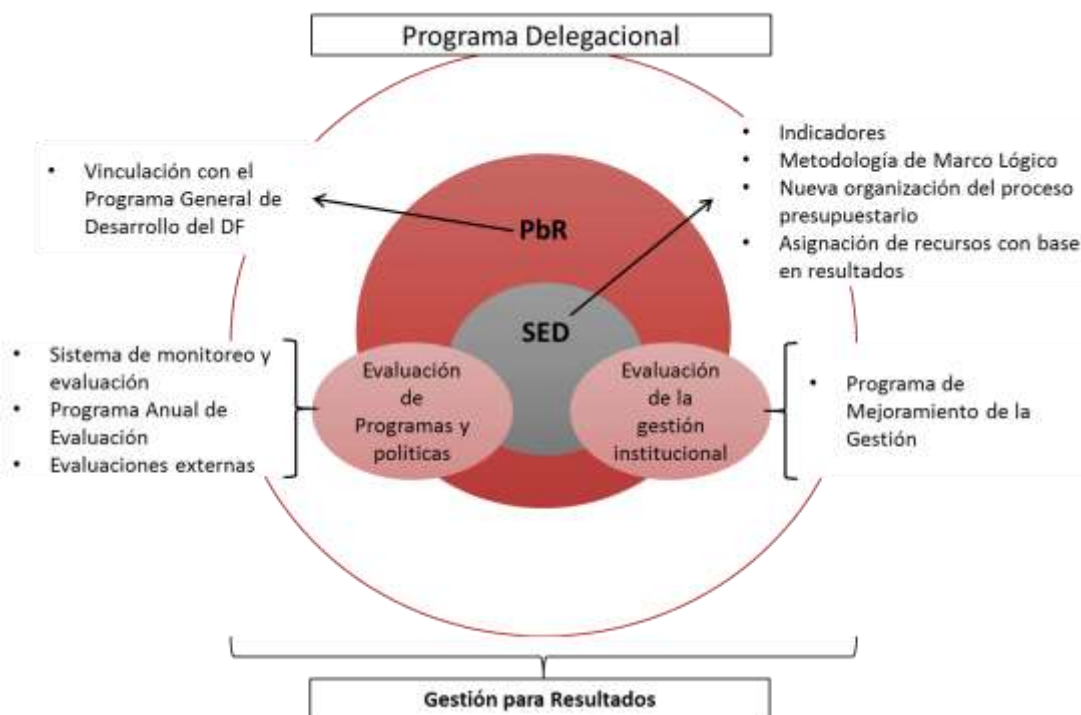 Programa Delegacional
• Vinculación con el
Programa General de
Desarrollo del DF
• Indicadores
• Metodología de Marco Lógico
• Nueva organización del proceso
presupuestario
• Asignación de recursos con base
en resultados
PbR
SED
• Sistema de monitoreo y
evaluación
• Programa Anual de
Evaluación
• Evaluaciones externas
Evaluación
de
Programas y
politicas
Evaluación
de la
gestión
institucional
• Programa de
Mejoramiento de la
Gestión
Gestión para Resultados